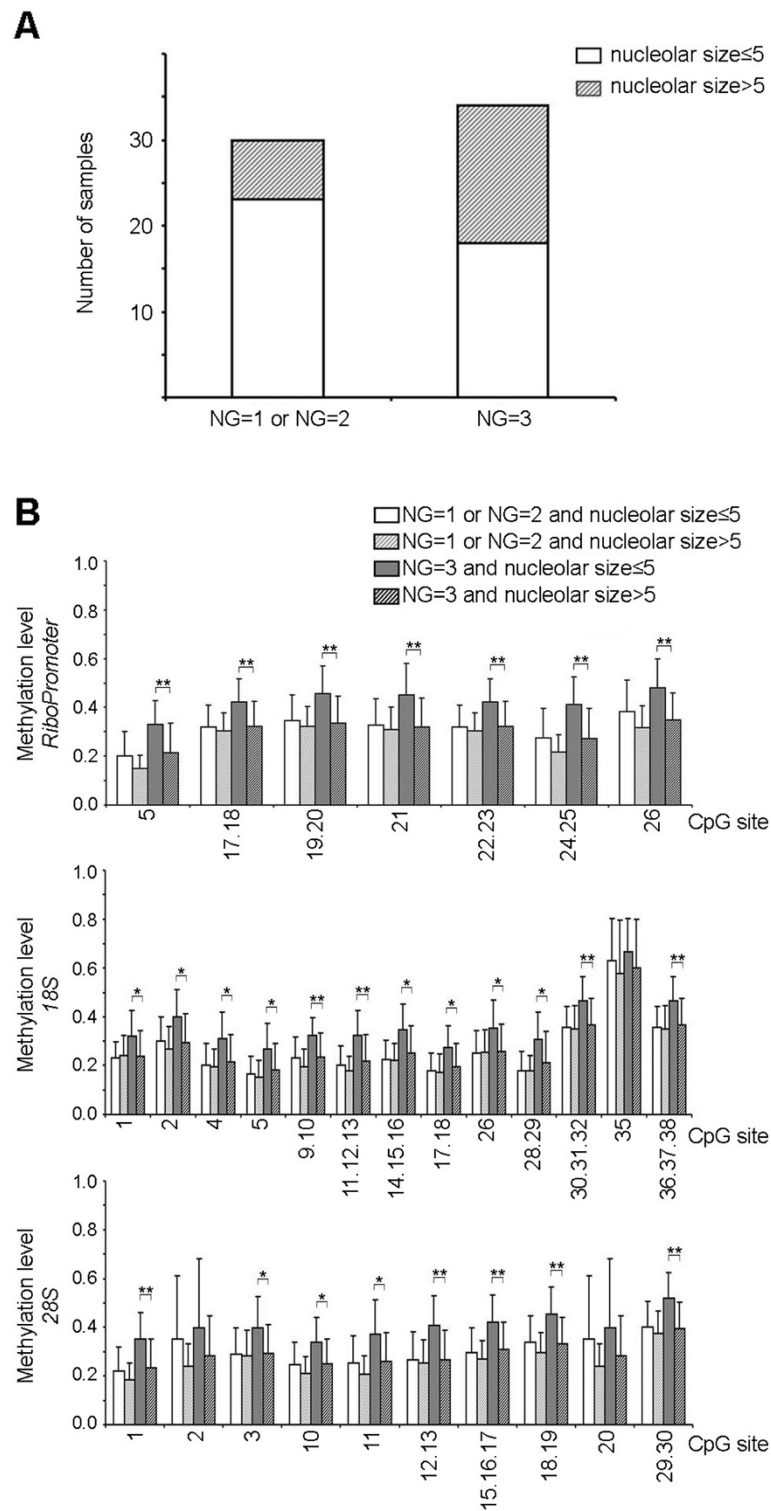 A
nucleolar size≤5
nucleolar size>5
Number of samples
30
20
10
NG=1 or NG=2
NG=3
B
NG=1 or NG=2 and nucleolar size≤5
NG=1 or NG=2 and nucleolar size>5
NG=3 and nucleolar size≤5
NG=3 and nucleolar size>5
Methylation level
RiboPromoter
1.0
0.8
0.6
0.4
0.2
0.0
** ** ** ** ** ** **
5 17.18 19.20 21 22.23 24.25 26 CpG site
Methylation level
18S
1.0
0.8
0.6
0.4
0.2
0.0
* * * * ** ** * * * * ** **
1 2 4 5 9.10 11.12.13 14.15.16 17.18 26 28.29 30.31.32 35 36.37.38 CpG site
Methylation level
28S
1.0
0.8
0.6
0.4
0.2
0.0
** * * * ** ** ** **
1 2 3 10 11 12.13 15.16.17 18.19 20 29.30 CpG site